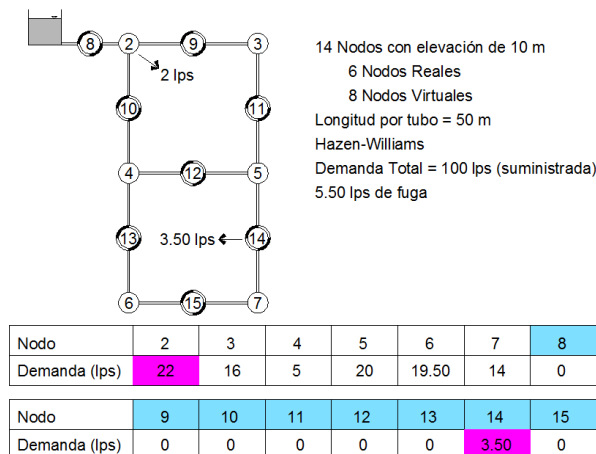 8 2 9 3
2 lps
10 11
4 12 5
13 3.50 lps 14
6 15 7
14 Nodos con elevación de 10 m
6 Nodos Reales
8 Nodos Virtuales
Longitud por tubo = 50 m
Hazen-Williams
Demanda Total = 100 lps (suministrada)
5.50 lps de fuga
Nodo 2 3 4 5 6 7 8
Demanda (lps) 22 16 5 20 19.50 14 0
Nodo 9 10 11 12 13 14 15
Demanda (lps) 0 0 0 0 0 3.50 0